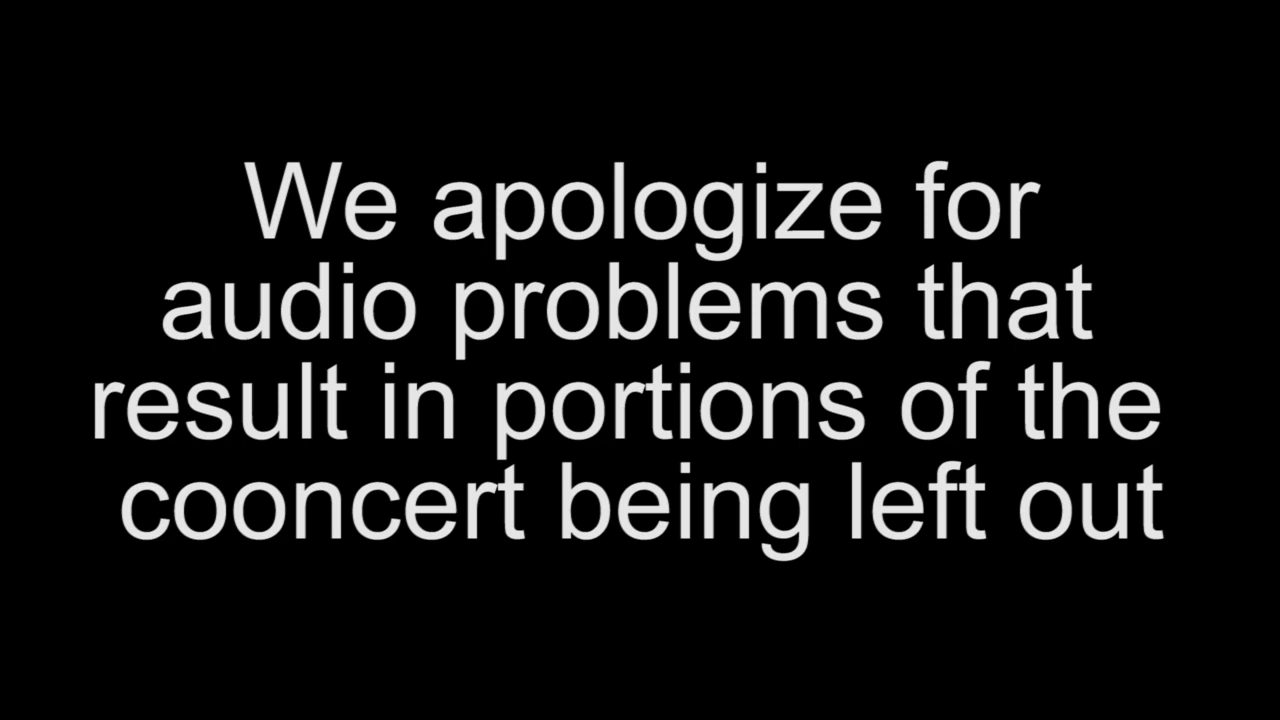 We apologize for
audio problems that
result in portions of the
cooncert being left out